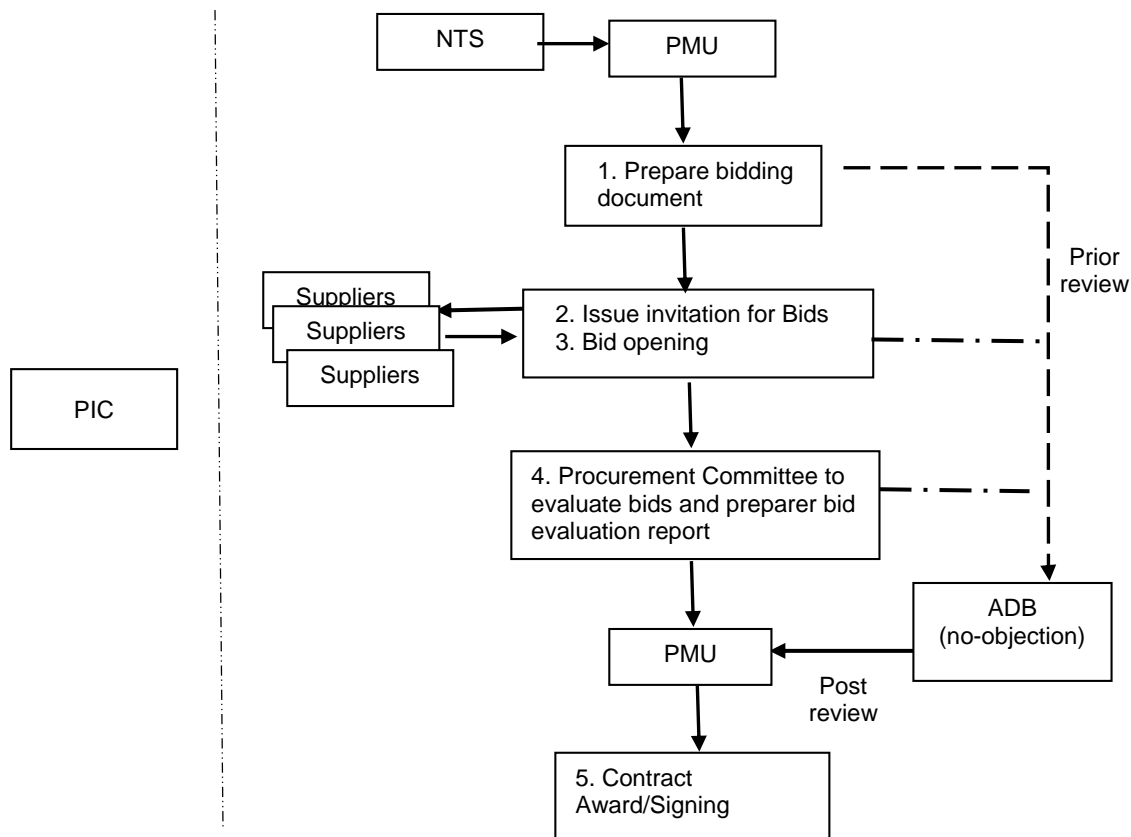 NTS
PMU
1. Prepare bidding
document
Prior
review
Suppliers
Suppliers
Suppliers
2. Issue invitation for Bids
3. Bid opening
PIC
4. Procurement Committee to
evaluate bids and preparer bid
evaluation report
ADB
(no-objection)
PMU
Post
review
5. Contract
Award/Signing